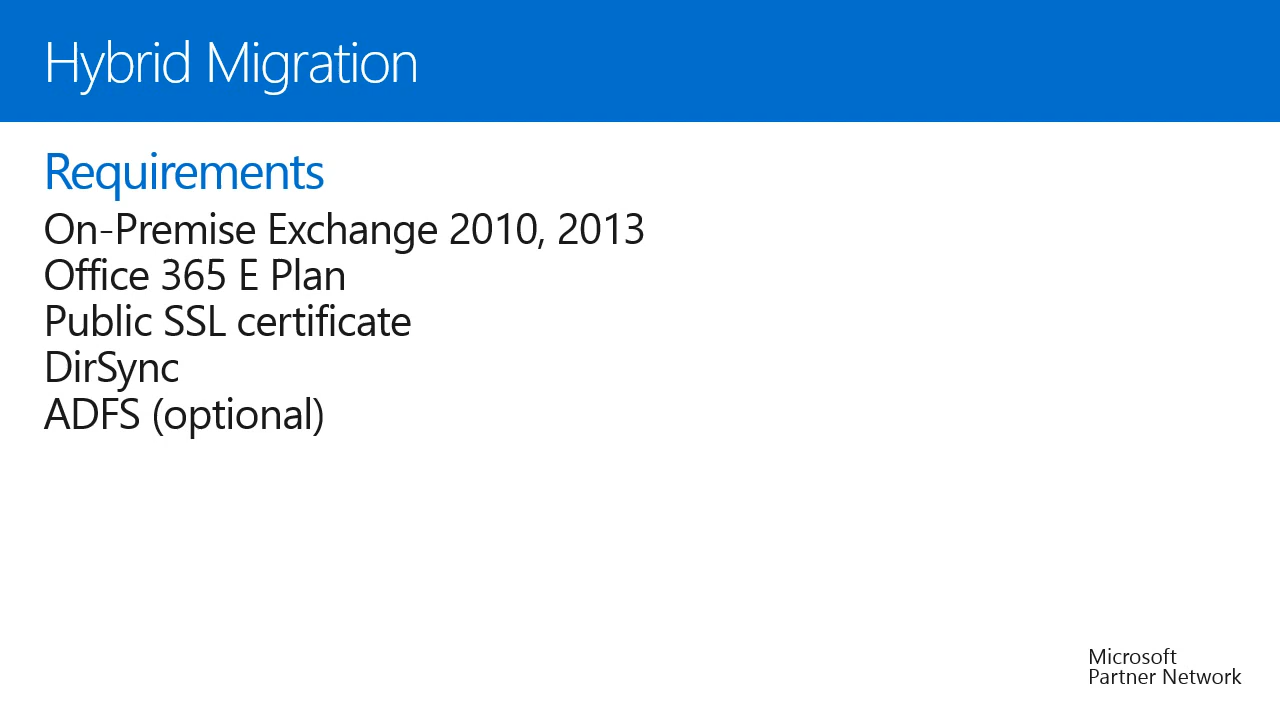 Hybrid Migration
Requirements
On-Premise Exchange 2010, 2013
Office 365 E Plan
Public SSL certificate
DirSync
ADFS (optional)
Microsoft
Partner Network